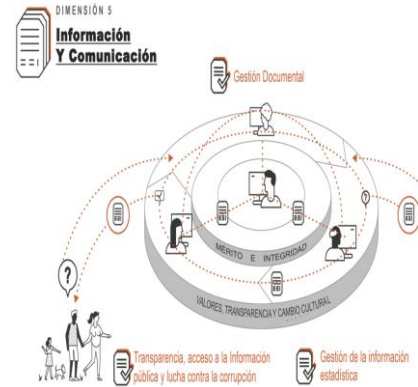 DIMENSIÓN 5
Información
Y Comunicación
Gestión Documental
?
MÉRITO E INTEGRIDAD
VALORES, TRANSPARENCIA Y CAMBIO CULTURAL
?
Transparencia, acceso a la Información
pública y lucha contra la corrupción
Gestión de la información
estadística